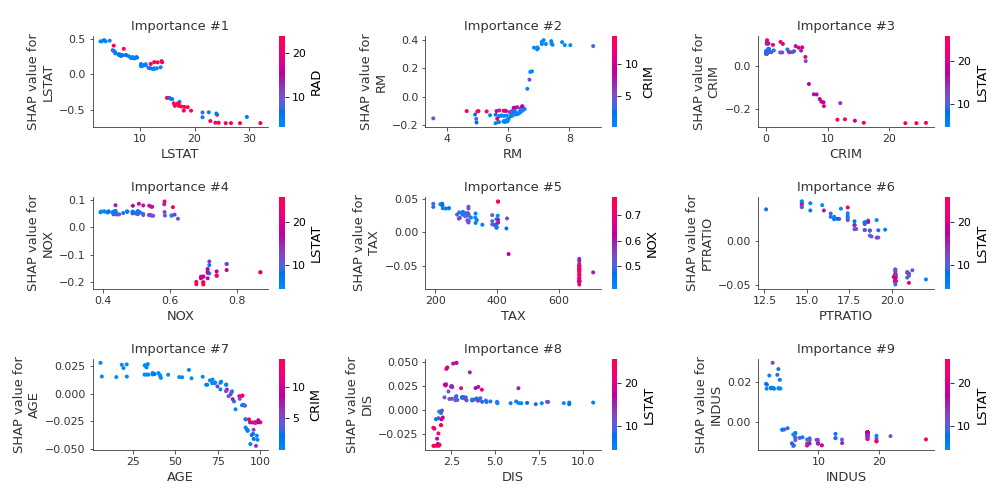 Importance #1
SHAP value for
LSTAT
0.5
0.0
−0.5
10
20
30
LSTAT
20
10
RAD
Importance #2
SHAP value for
RM
0.4
0.2
0.0
−0.2
4
6
8
RM
10
5
CRIM
Importance #3
SHAP value for
CRIM
0.0
−0.2
0
10
20
CRIM
20
10
LSTAT
Importance #4
SHAP value for
NOX
0.1
0.0
−0.1
−0.2
0.4
0.6
0.8
NOX
20
10
LSTAT
Importance #5
SHAP value for
TAX
0.05
0.00
−0.05
200
400
600
TAX
0.7
0.6
0.5
NOX
Importance #6
SHAP value for
PTRATIO
0.00
−0.05
12.5
15.0
17.5
20.0
PTRATIO
20
10
LSTAT
Importance #7
SHAP value for
AGE
0.025
0.000
−0.025
−0.050
25
50
75
100
AGE
10
5
CRIM
Importance #8
SHAP value for
DIS
0.050
0.025
0.000
−0.025
2.5
5.0
7.5
10.0
DIS
20
10
LSTAT
Importance #9
SHAP value for
INDUS
0.02
0.00
10
20
INDUS
20
10
LSTAT